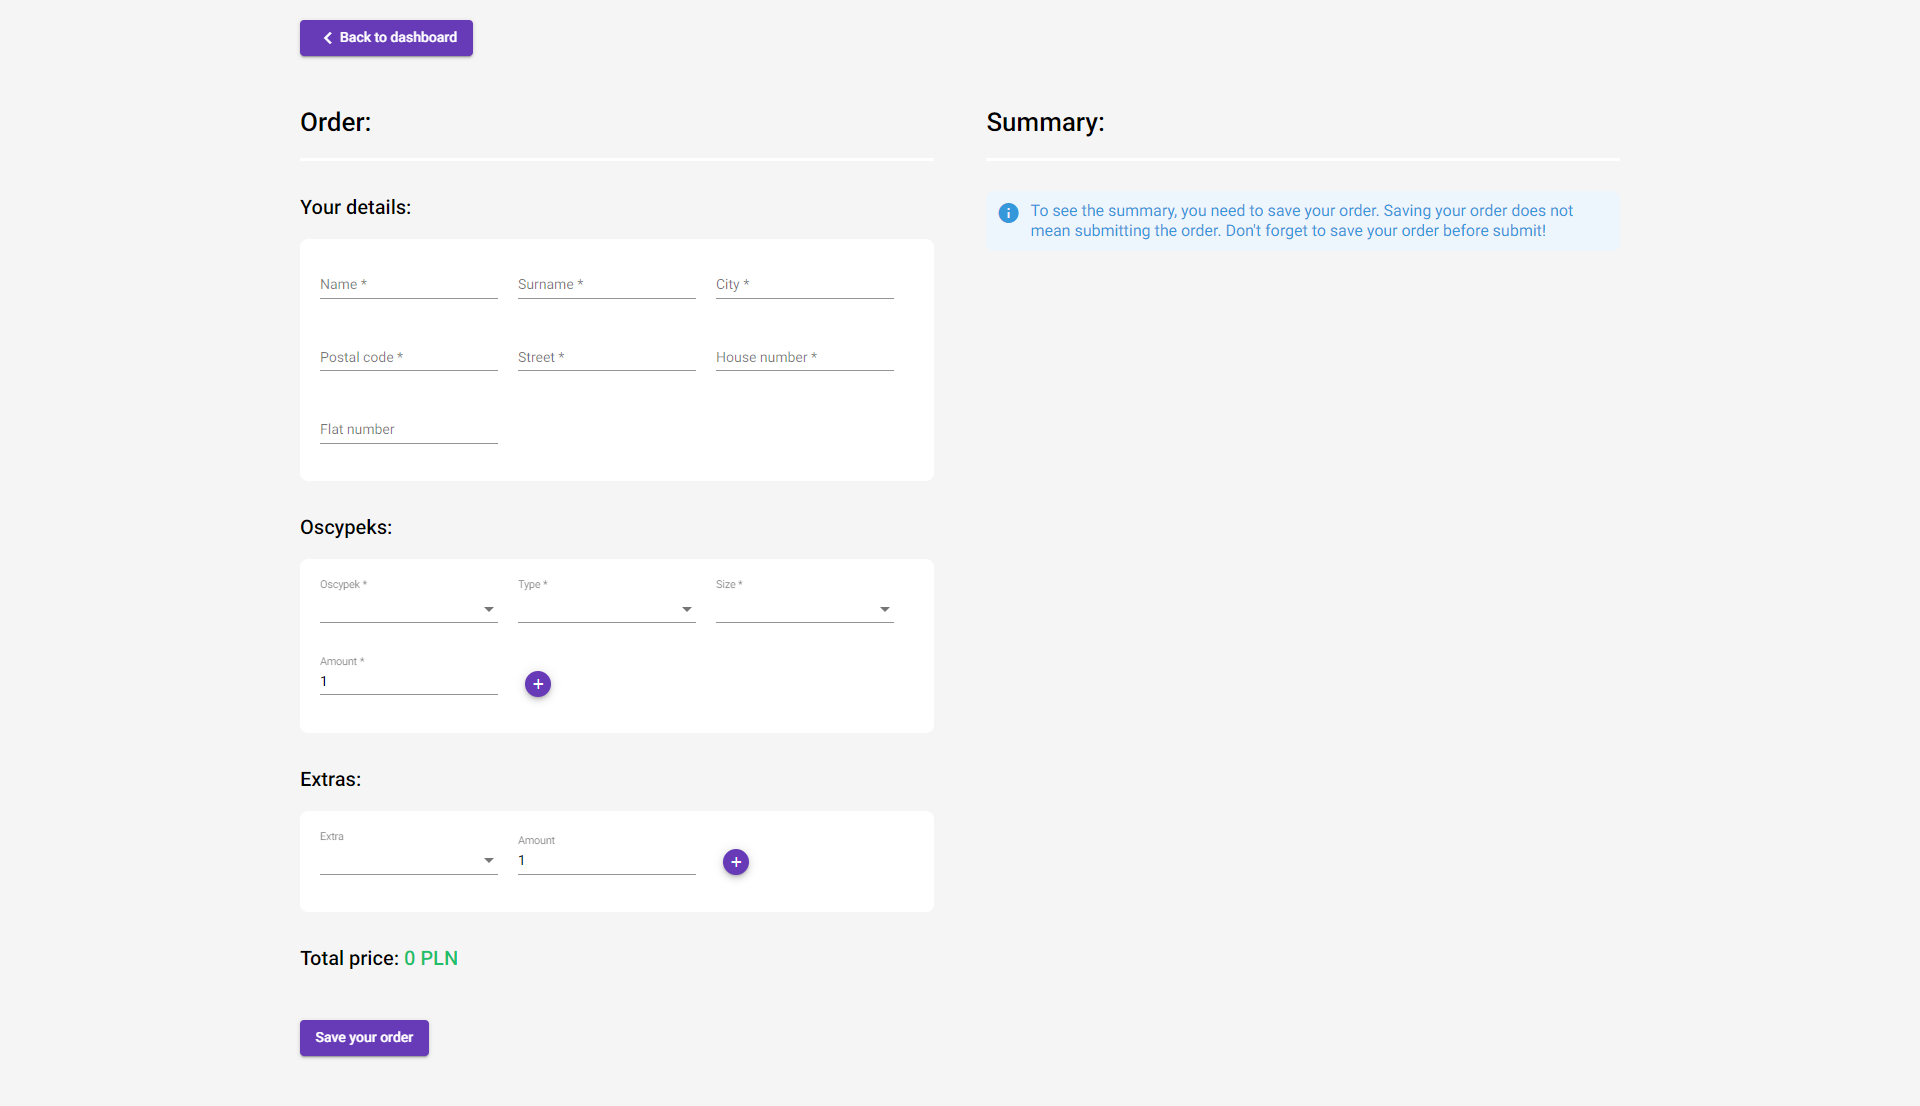 Back to dashboard
Order:
Your details:
Name *
Surname *
City *
Postal code *
Street *
House number *
Flat number
Oscypeks:
Oscypek *
Type *
Size *
Amount *
1
Extras:
Extra
Amount
1
Total price: 0 PLN
Save your order
Summary:
To see the summary, you need to save your order. Saving your order does not
mean submitting the order. Don't forget to save your order before submit!